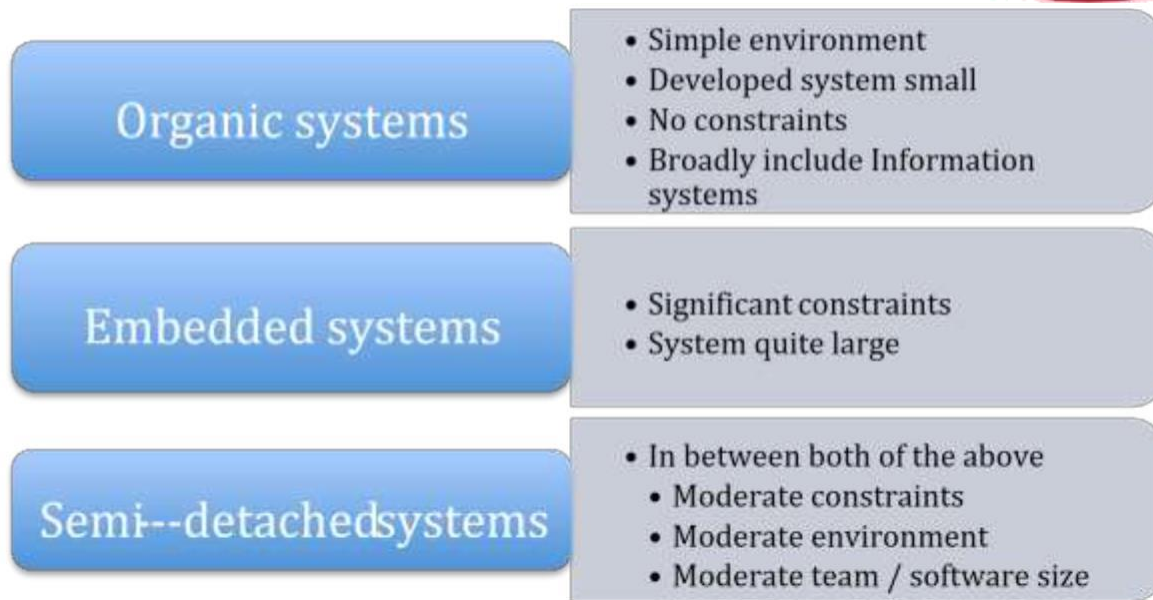 Organic systems
• Simple environment
• Developed system small
• No constraints
• Broadly include Information
systems
Embedded systems
• Significant constraints
• System quite large
Semi---detachedsystems
• In between both of the above
• Moderate constraints
• Moderate environment
• Moderate team / software size